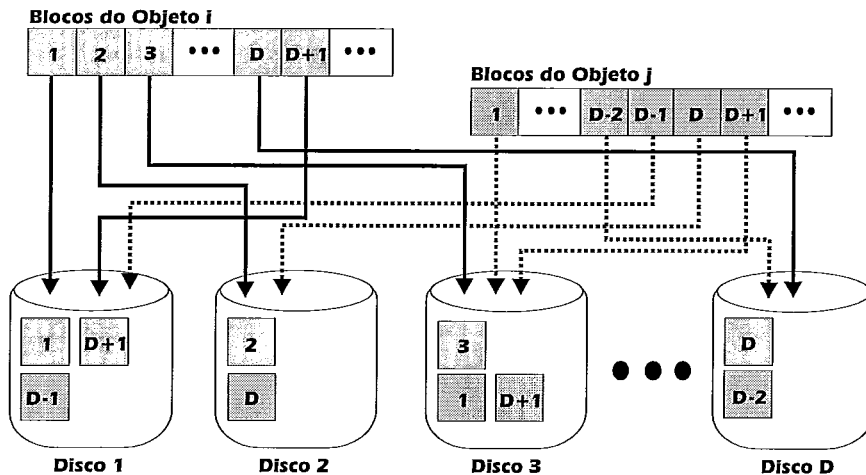 Blocos do Objeto i
1 2 3 ••• D D+1 •••
Blocos do Objeto j
1 ••• D-2 D-1 D D+1 •••
1 D+1
D-1
2
D
3
1 D+1
D
D-2
Disco 1
Disco 2
Disco 3
Disco D